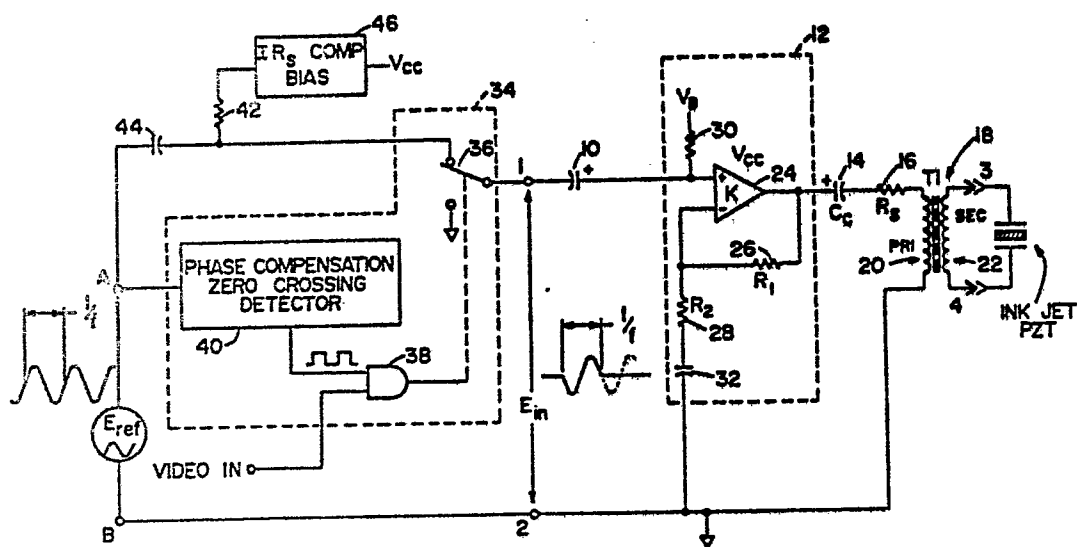 46
IRs COMP
BIAS
Vcc
42
44
34
36
12
VB
30
Vcc
24
K
+
-
1
10
+
14
+
Cc
16
Rs
18
T1
3
SEC
PRI
20
22
4
INK JET
PZT
26
R1
R2
28
32
A
1/f
PHASE COMPENSATION
ZERO CROSSING
DETECTOR
40
38
1/f
Ein
Eref
VIDEO IN
B
2